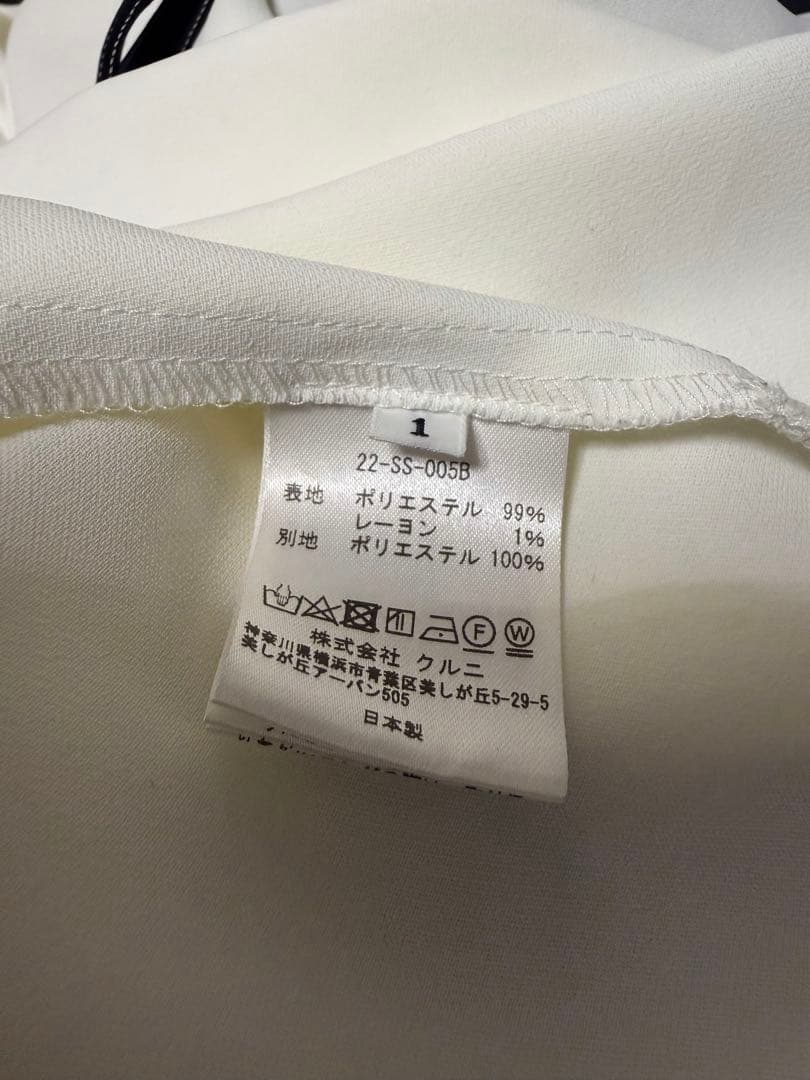 1
22-SS-005B
表地 ポリエステル 99%
レーヨン 1%
別地 ポリエステル 100%
F W
株式会社 クルニ
神奈川県横浜市青葉区美しが丘5-29-5
美しが丘アーバン505
日本製